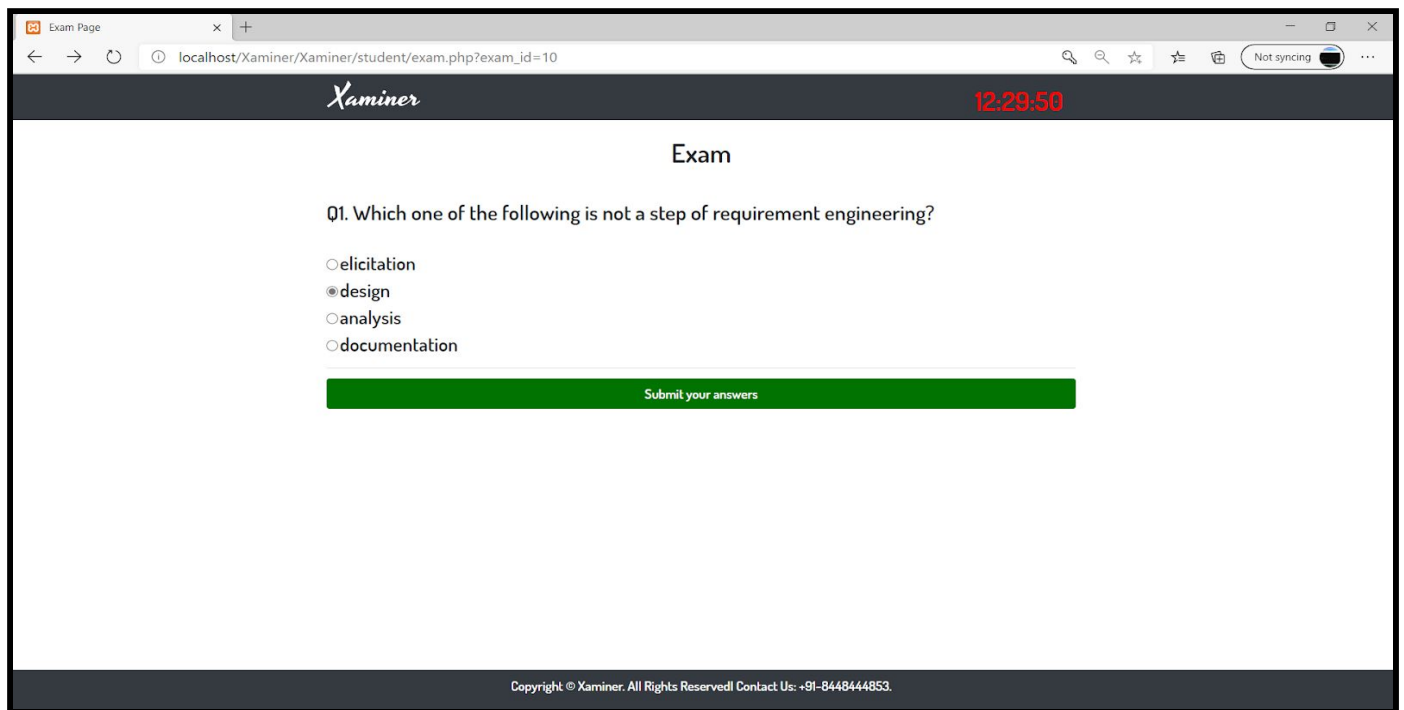 Exam Page
localhost/Xaminer/Xaminer/student/exam.php?exam_id=10
Not syncing
Xaminer
12:29:50
Exam
Q1. Which one of the following is not a step of requirement engineering?
elicitation
design
analysis
documentation
Submit your answers
Copyright © Xaminer. All Rights Reserved| Contact Us: +91-8448444853.